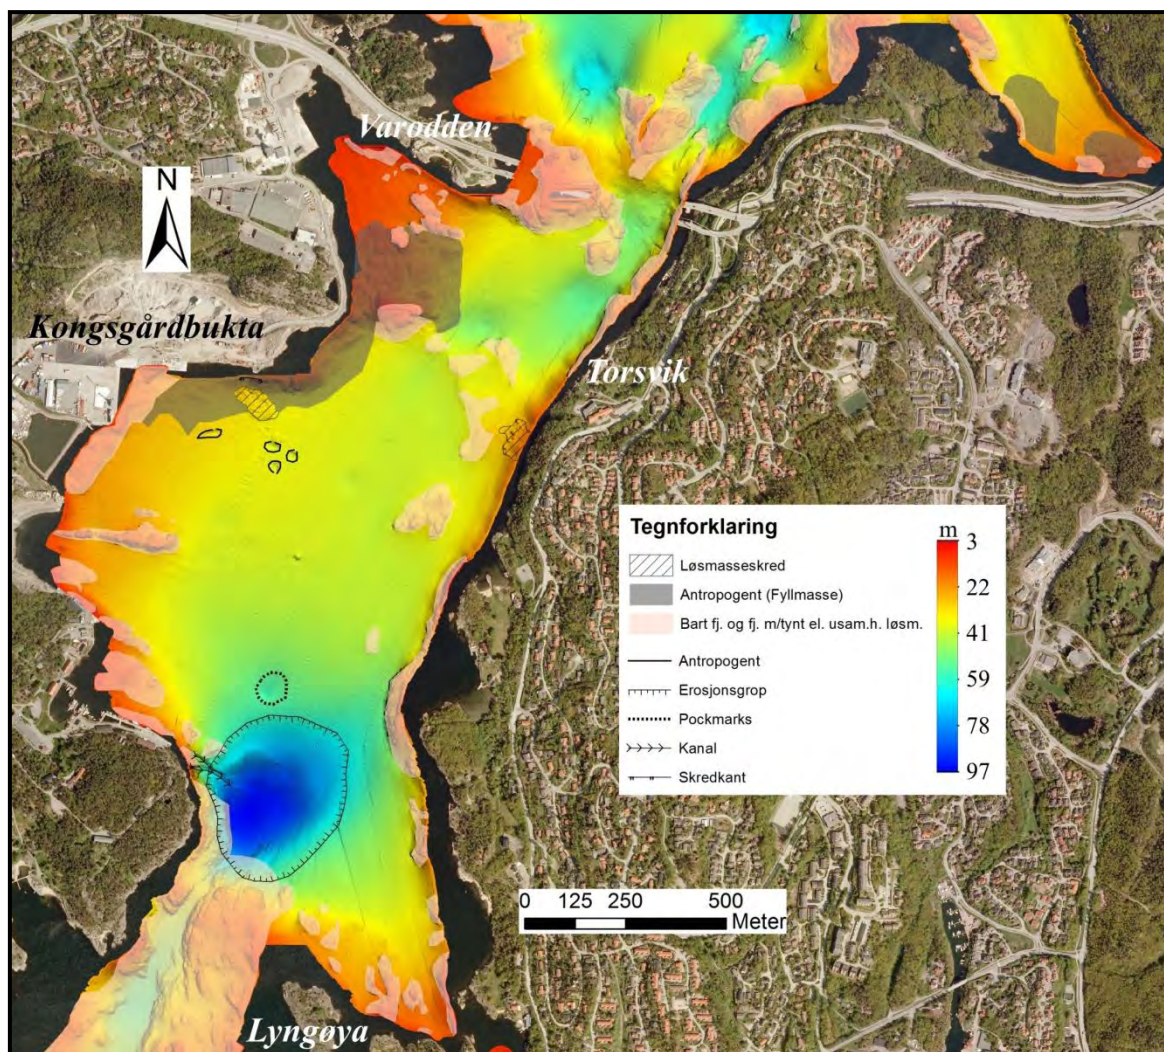 Varodden
N
Kongsgårdbukta
Torsvik
Tegnforklaring
Løsmasseskred
Antropogent (Fyllmasse)
Bart fj. og fj. m/tynt el. usam.h. løsm.
Antropogent
Erosjonsgrop
Pockmarks
Kanal
Skredkant
m
3
22
41
59
78
97
0 125 250 500
Meter
Lyngøya